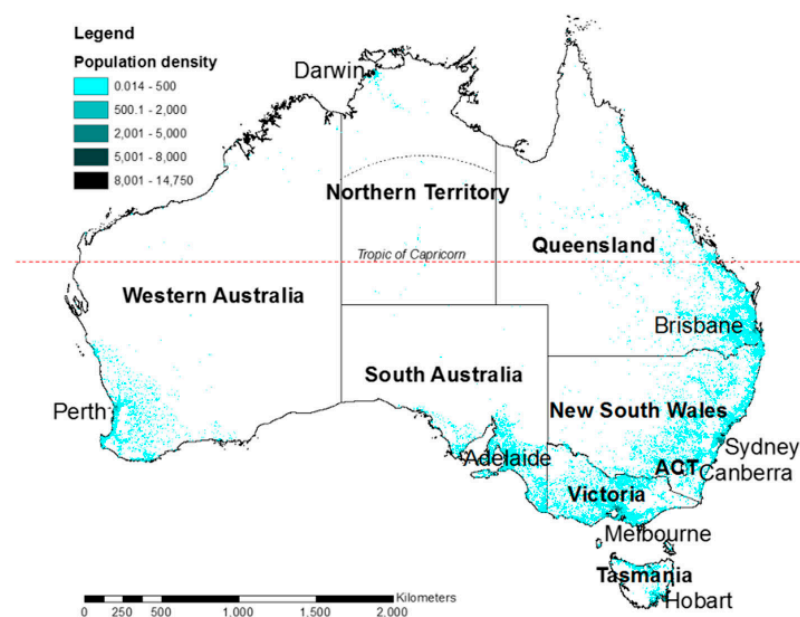 Legend
Population density
0.014 - 500
500.1 - 2,000
2,001 - 5,000
5,001 - 8,000
8,001 - 14,750
Darwin
Northern Territory
Tropic of Capricorn
Queensland
Western Australia
Brisbane
South Australia
Perth
New South Wales
Sydney
Adelaide
ACT
Canberra
Victoria
Melbourne
Tasmania
Hobart
Kilometers
0 250 500 1,000 1,500 2,000